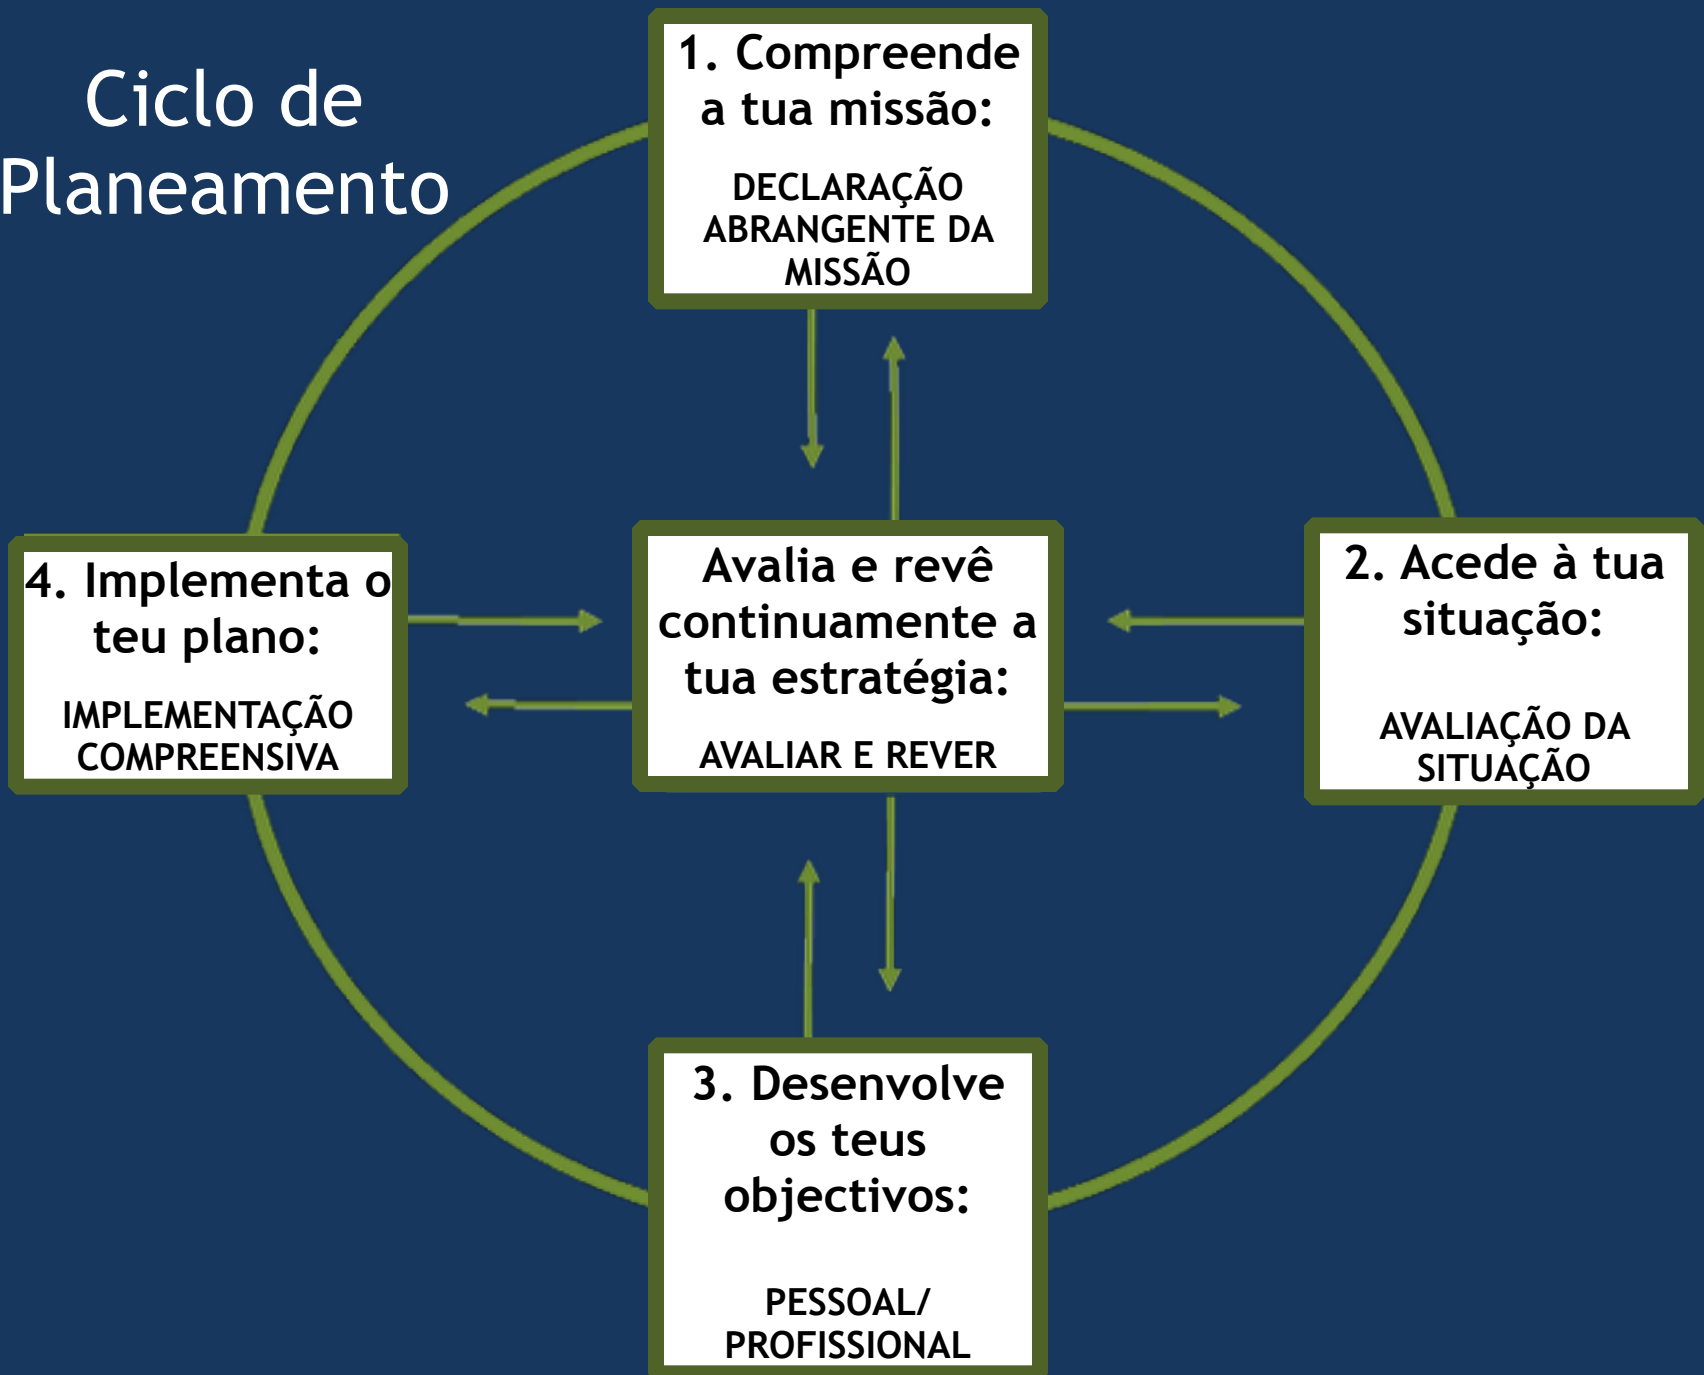 Ciclo de
Planeamento
1. Compreende
a tua missão:
DECLARAÇÃO
ABRANGENTE DA
MISSÃO
2. Acede à tua
situação:
AVALIAÇÃO DA
SITUAÇÃO
3. Desenvolve
os teus
objectivos:
PESSOAL/
PROFISSIONAL
4. Implementa o
teu plano:
IMPLEMENTAÇÃO
COMPREENSIVA
Avalia e revê
continuamente a
tua estratégia:
AVALIAR E REVER